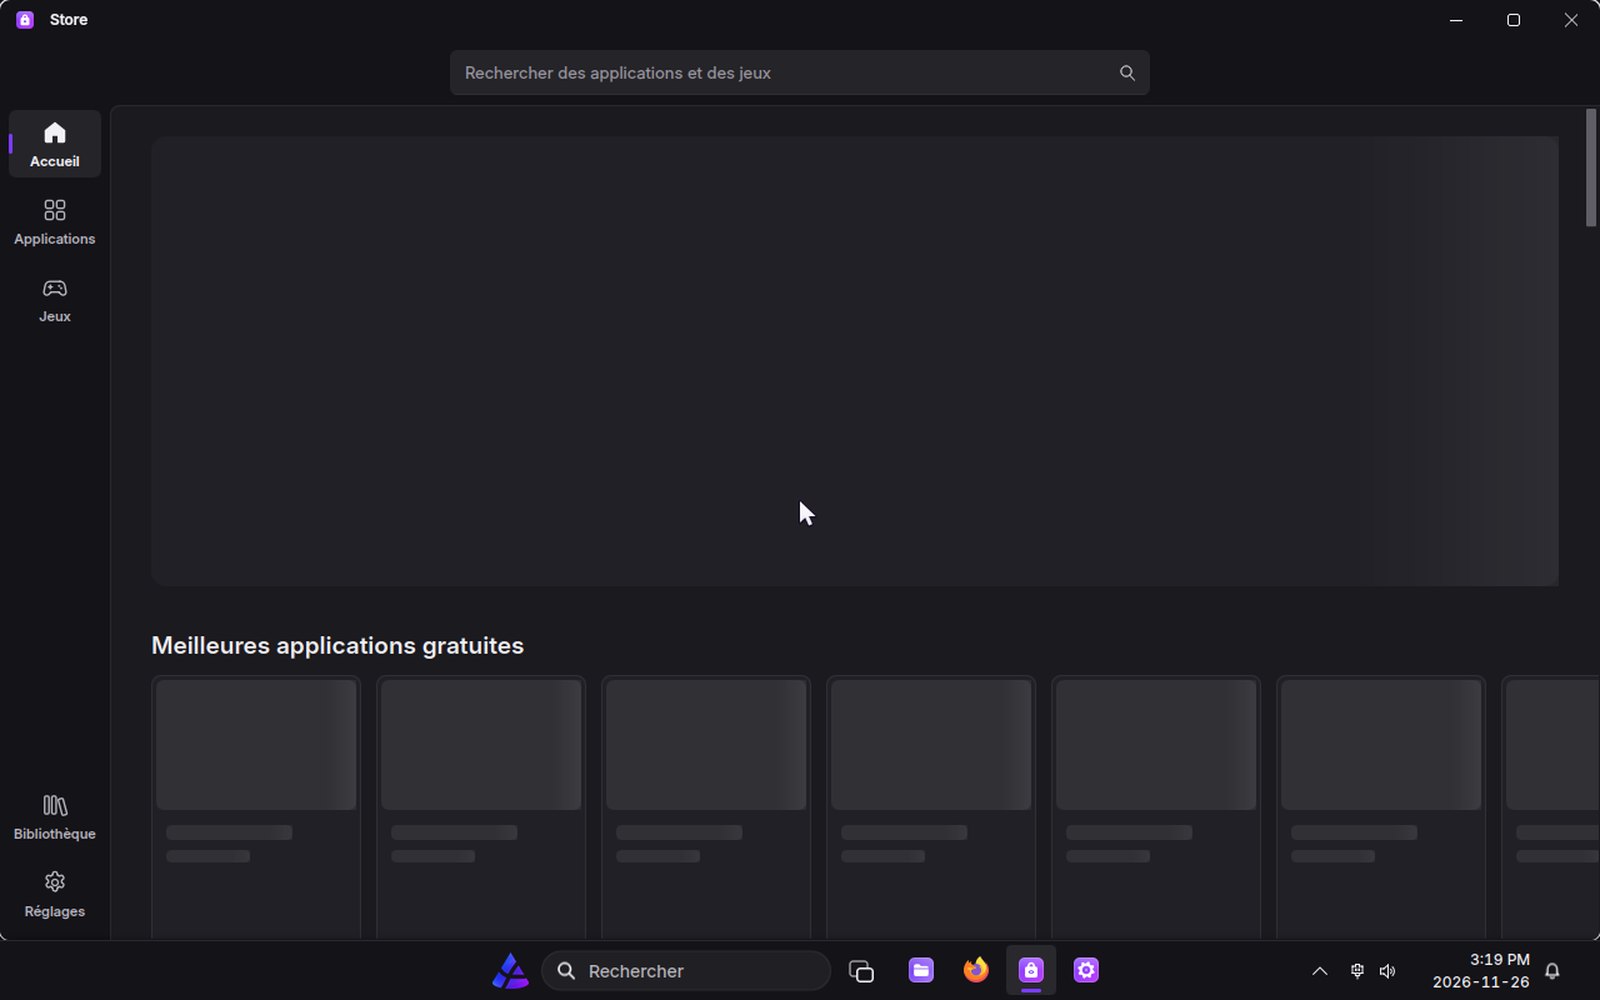 Store
Rechercher des applications et des jeux
Accueil
Applications
Jeux
Meilleures applications gratuites
Bibliothèque
Réglages
Rechercher
3:19 PM
2026-11-26